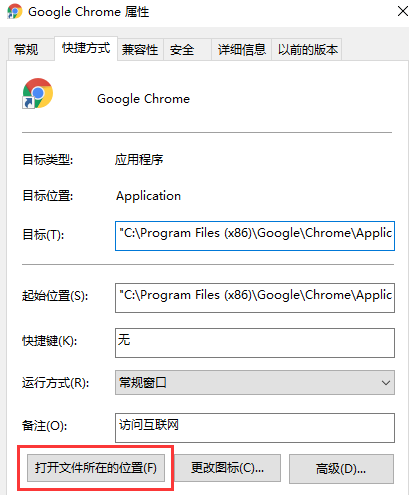 Google Chrome 属性
常规 快捷方式 兼容性 安全 详细信息 以前的版本
Google Chrome
目标类型: 应用程序
目标位置: Application
目标(T): "C:\Program Files (x86)\Google\Chrome\Applic
起始位置(S): "C:\Program Files (x86)\Google\Chrome\Applic
快捷键(K): 无
运行方式(R): 常规窗口
备注(O): 访问互联网
打开文件所在的位置(F) 更改图标(C)... 高级(D)...